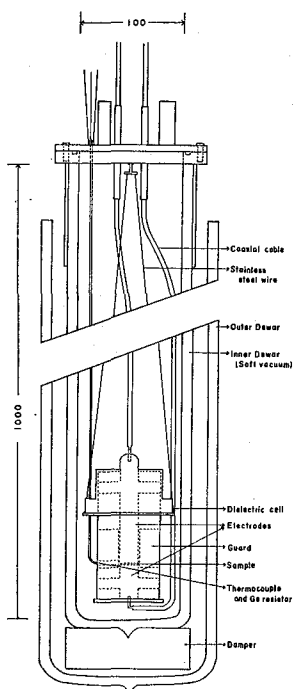 100
1000
Coaxial cable
Stainless
steel wire
Outer Dewar
Inner Dewar
(Soft vacuum)
Dielectric cell
Electrodes
Guard
Sample
Thermocouple
and Ge resistor
Damper